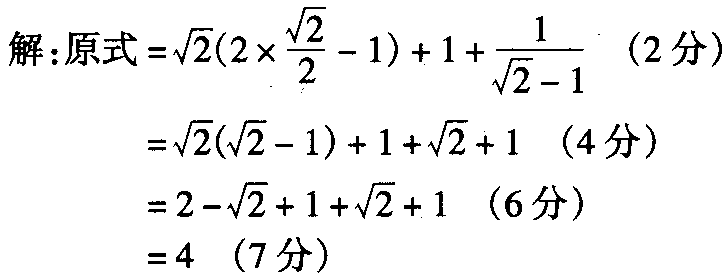 解:原式=√2(2×√2/2-1)+1+1/(√2-1) (2分)
=√2(√2-1)+1+√2+1 (4分)
=2-√2+1+√2+1 (6分)
=4 (7分)